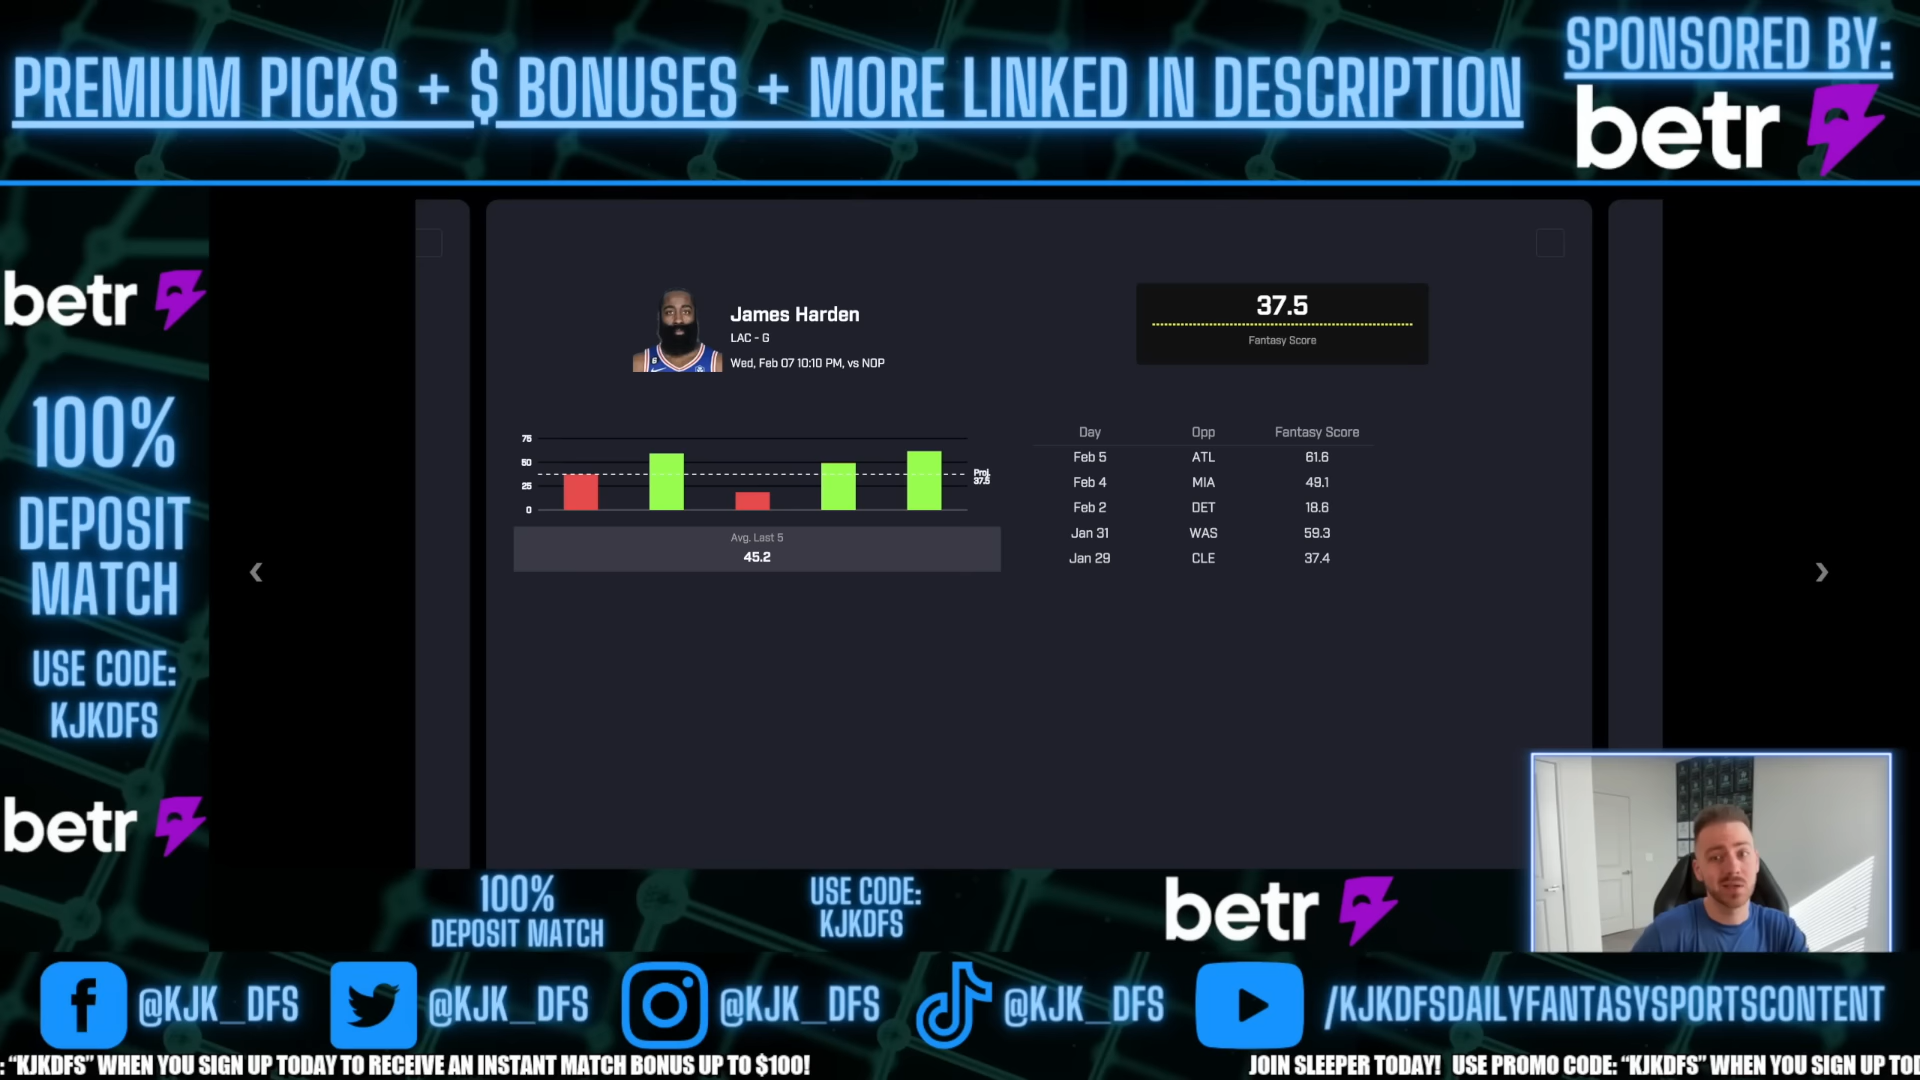 PREMIUM PICKS + $ BONUSES + MORE LINKED IN DESCRIPTION
SPONSORED BY:
betr
betr
100%
DEPOSIT
MATCH
USE CODE:
KJKDFS
betr
James Harden
LAC - G
Wed, Feb 07 10:10 PM, vs NOP
37.5
Fantasy Score
75
50
25
0
Proj.
37.5
Avg. Last 5
45.2
Day Opp Fantasy Score
Feb 5 ATL 61.6
Feb 4 MIA 49.1
Feb 2 DET 18.6
Jan 31 WAS 59.3
Jan 29 CLE 37.4
100%
DEPOSIT MATCH
USE CODE:
KJKDFS
betr
@KJK_DFS
@KJK_DFS
@KJK_DFS
@KJK_DFS
/KJKDFSDAILYFANTASYSPORTSCONTENT
: "KJKDFS" WHEN YOU SIGN UP TODAY TO RECEIVE AN INSTANT MATCH BONUS UP TO $100! JOIN SLEEPER TODAY! USE PROMO CODE: "KJKDFS" WHEN YOU SIGN UP